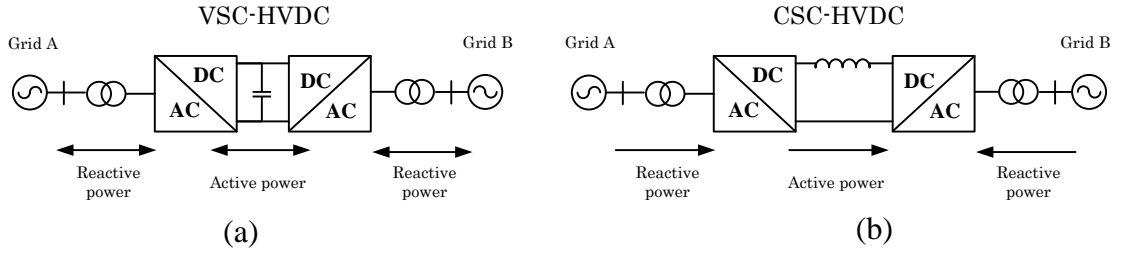 VSC-HVDC
Grid A
Grid B
DC
AC
DC
AC
Reactive
power
Active power
Reactive
power
(a)
CSC-HVDC
Grid A
Grid B
DC
AC
DC
AC
Reactive
power
Active power
Reactive
power
(b)